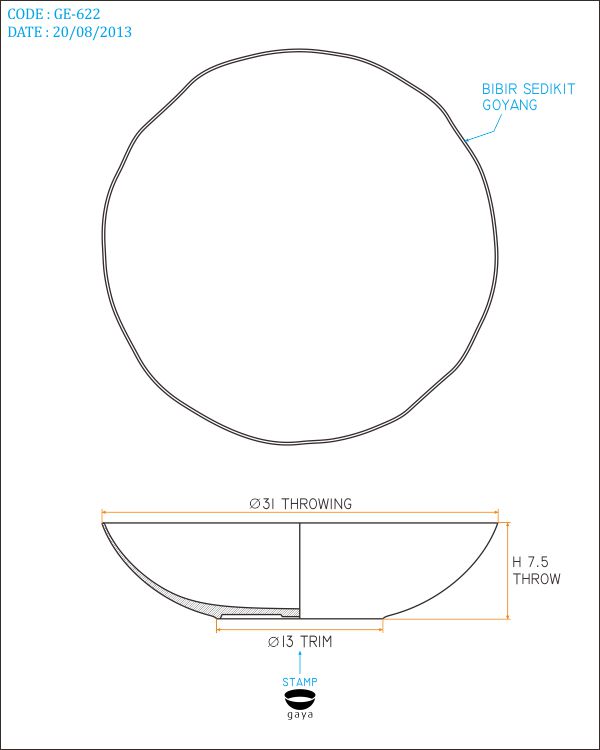 CODE : GE-622
DATE : 20/08/2013
BIBIR SEDIKIT
GOYANG
Ø31 THROWING
H 7.5
THROW
Ø13 TRIM
STAMP
gaya